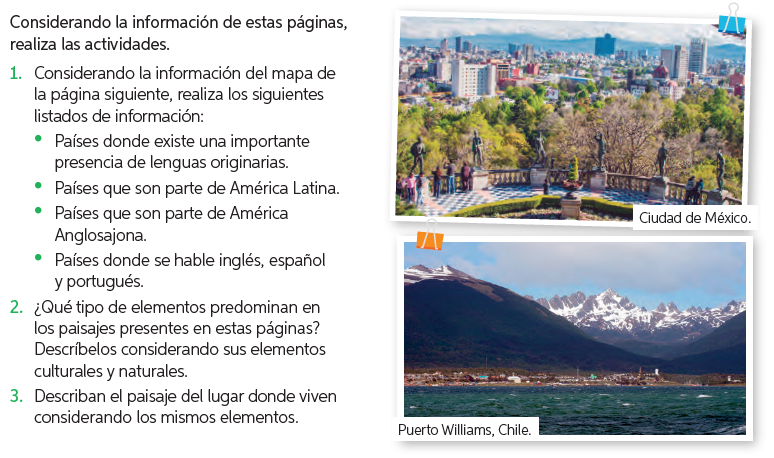 Considerando la información de estas páginas,
realiza las actividades.
1. Considerando la información del mapa de
la página siguiente, realiza los siguientes
listados de información:
• Países donde existe una importante
presencia de lenguas originarias.
• Países que son parte de América Latina.
• Países que son parte de América
Anglosajona.
• Países donde se hable inglés, español
y portugués.
2. ¿Qué tipo de elementos predominan en
los paisajes presentes en estas páginas?
Descríbelos considerando sus elementos
culturales y naturales.
3. Describan el paisaje del lugar donde viven
considerando los mismos elementos.
Ciudad de México.
Puerto Williams, Chile.